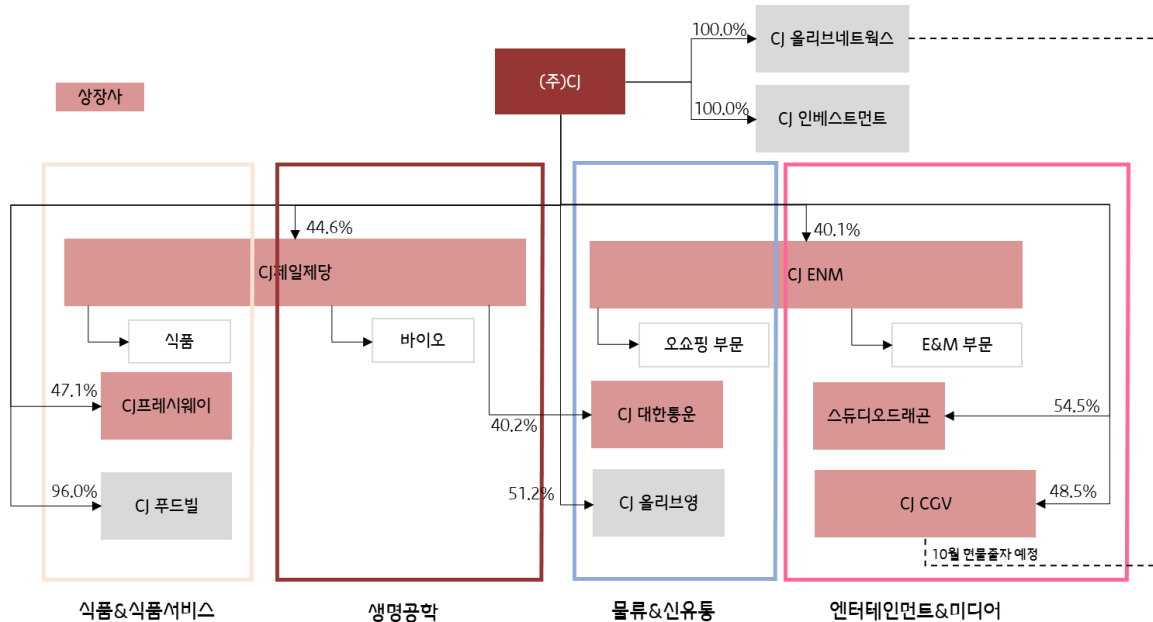 100.0%
CJ 올리브네트웍스
(주)CJ
상장사
100.0%
CJ 인베스트먼트
44.6%
40.1%
CJ제일제당
CJ ENM
식품
바이오
오쇼핑 부문
E&M 부문
47.1%
CJ프레시웨이
40.2%
CJ 대한통운
스튜디오드래곤
54.5%
96.0%
CJ 푸드빌
51.2%
CJ 올리브영
CJ CGV
48.5%
10월 현물출자 예정
식품&식품서비스
생명공학
물류&신유통
엔터테인먼트&미디어